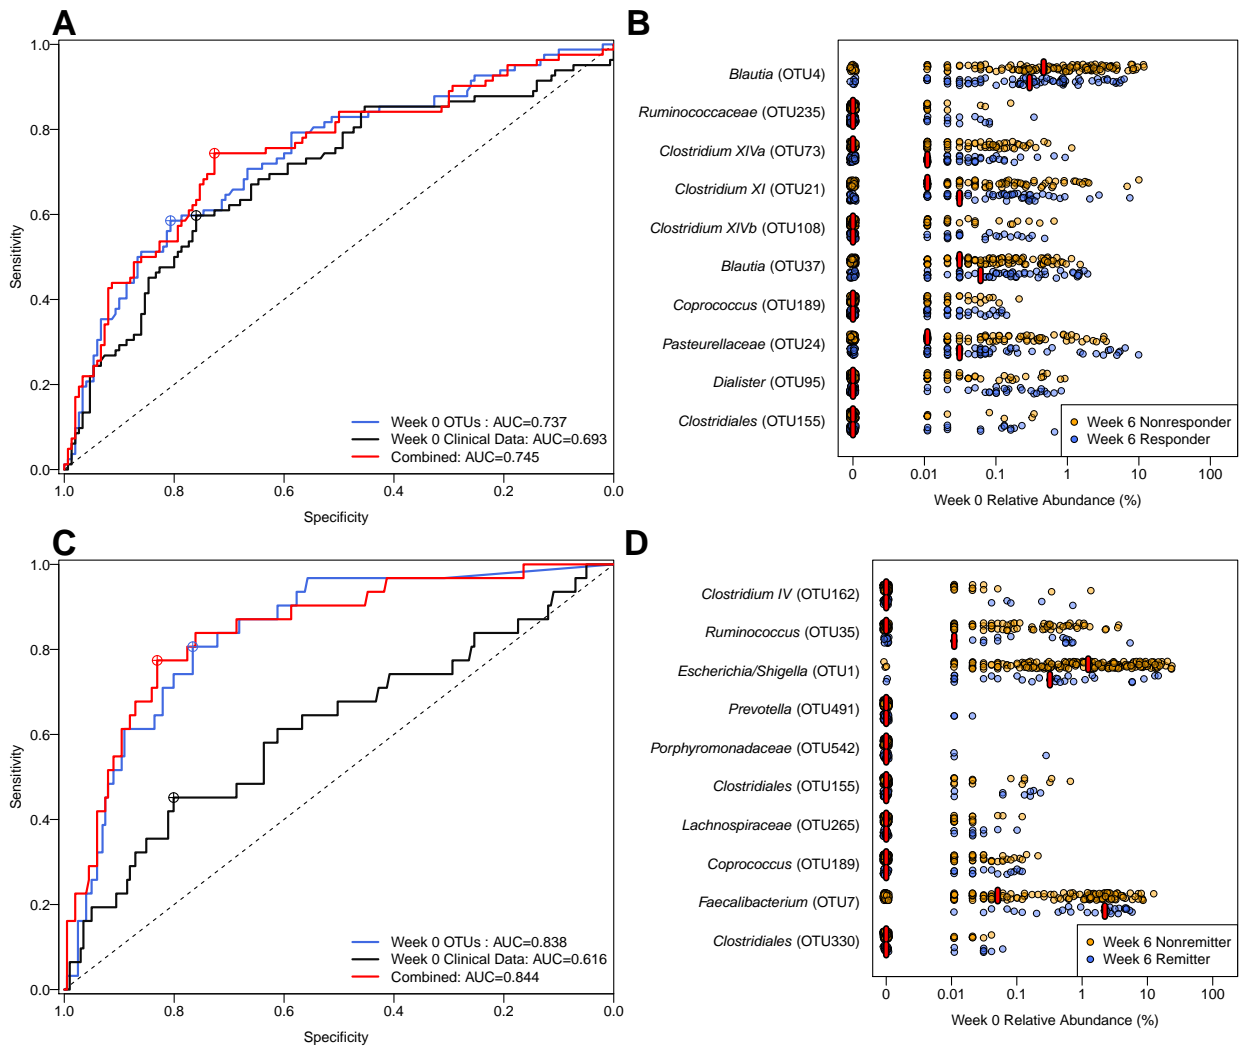 A
1.0
0.8
0.6
0.4
0.2
0.0
Sensitivity
Week 0 OTUs : AUC=0.737
Week 0 Clinical Data: AUC=0.693
Combined: AUC=0.745
1.0 0.8 0.6 0.4 0.2 0.0
Specificity
B
Blautia (OTU4)
Ruminococcaceae (OTU235)
Clostridium XIVa (OTU73)
Clostridium XI (OTU21)
Clostridium XIVb (OTU108)
Blautia (OTU37)
Coprococcus (OTU189)
Pasteurellaceae (OTU24)
Dialister (OTU95)
Clostridiales (OTU155)
Week 6 Nonresponder
Week 6 Responder
0 0.01 0.1 1 10 100
Week 0 Relative Abundance (%)
C
1.0
0.8
0.6
0.4
0.2
0.0
Sensitivity
Week 0 OTUs : AUC=0.838
Week 0 Clinical Data: AUC=0.616
Combined: AUC=0.844
1.0 0.8 0.6 0.4 0.2 0.0
Specificity
D
Clostridium IV (OTU162)
Ruminococcus (OTU35)
Escherichia/Shigella (OTU1)
Prevotella (OTU491)
Porphyromonadaceae (OTU542)
Clostridiales (OTU155)
Lachnospiraceae (OTU265)
Coprococcus (OTU189)
Faecalibacterium (OTU7)
Clostridiales (OTU330)
Week 6 Nonremitter
Week 6 Remitter
0 0.01 0.1 1 10 100
Week 0 Relative Abundance (%)